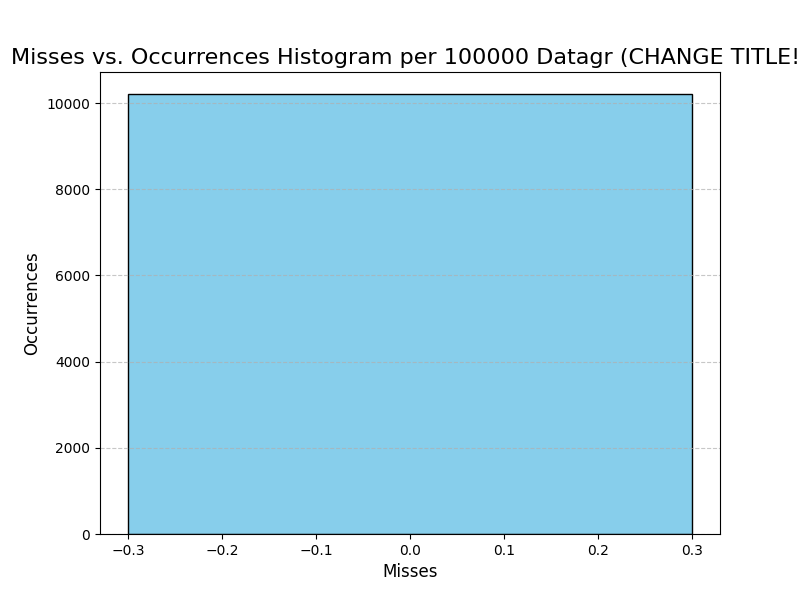 Misses vs. Occurrences Histogram per 100000 Datagr (CHANGE TITLE!
10000
8000
6000
4000
2000
0
Occurrences
−0.3 −0.2 −0.1 0.0 0.1 0.2 0.3
Misses